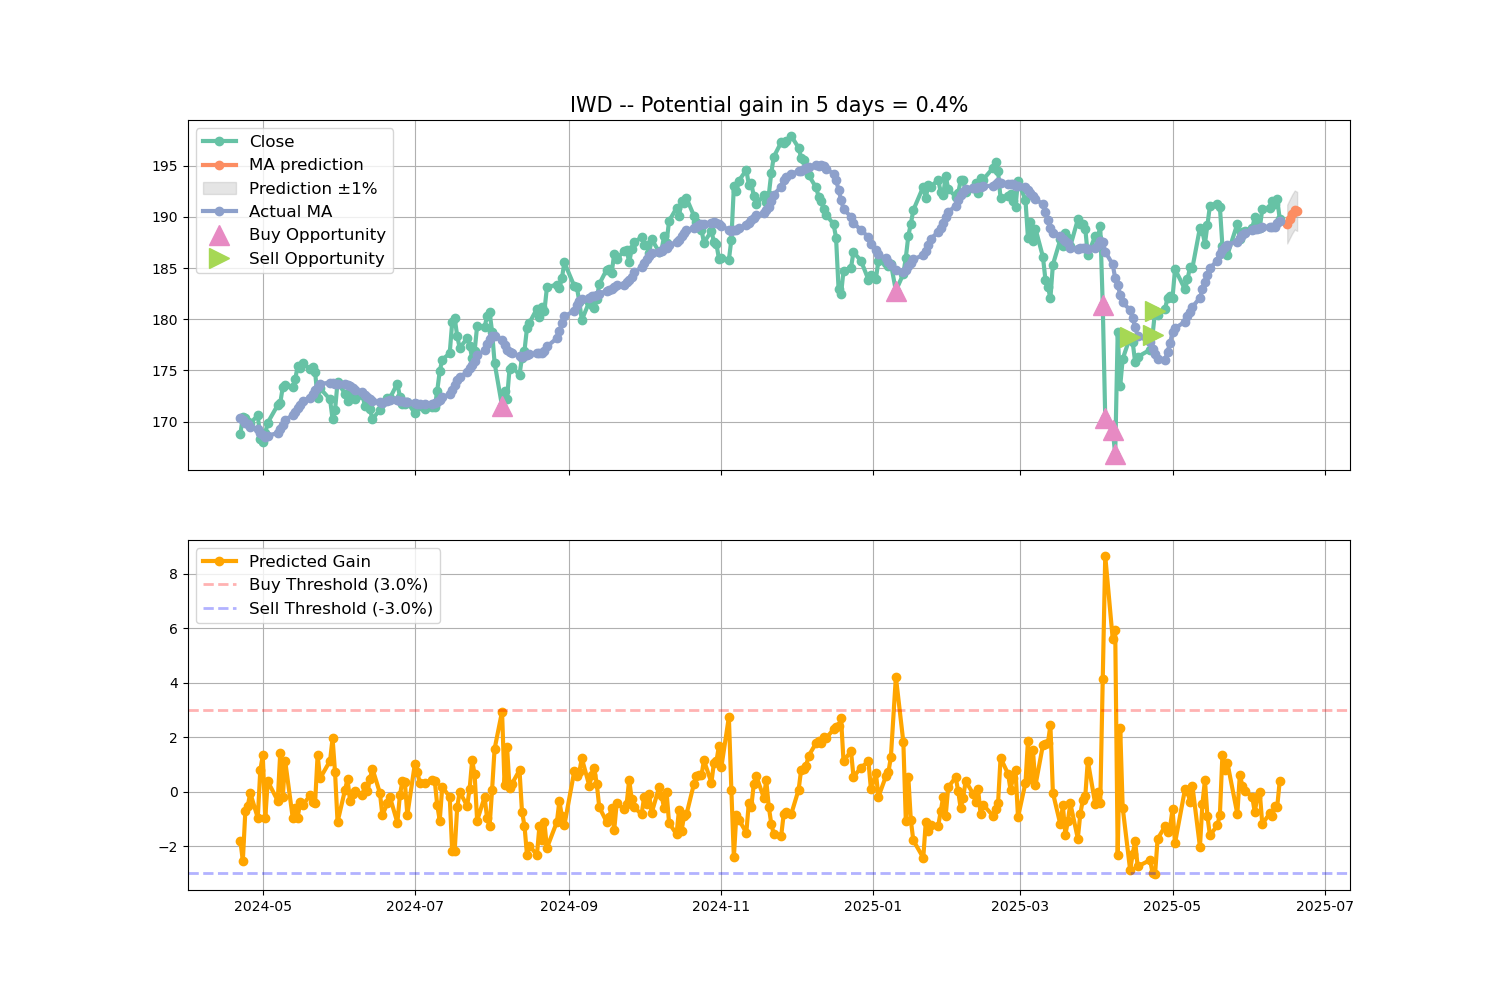 IWD -- Potential gain in 5 days = 0.4%
Close
MA prediction
Prediction ±1%
Actual MA
Buy Opportunity
Sell Opportunity
195
190
185
180
175
170
Predicted Gain
Buy Threshold (3.0%)
Sell Threshold (-3.0%)
8
6
4
2
0
−2
2024-05 2024-07 2024-09 2024-11 2025-01 2025-03 2025-05 2025-07